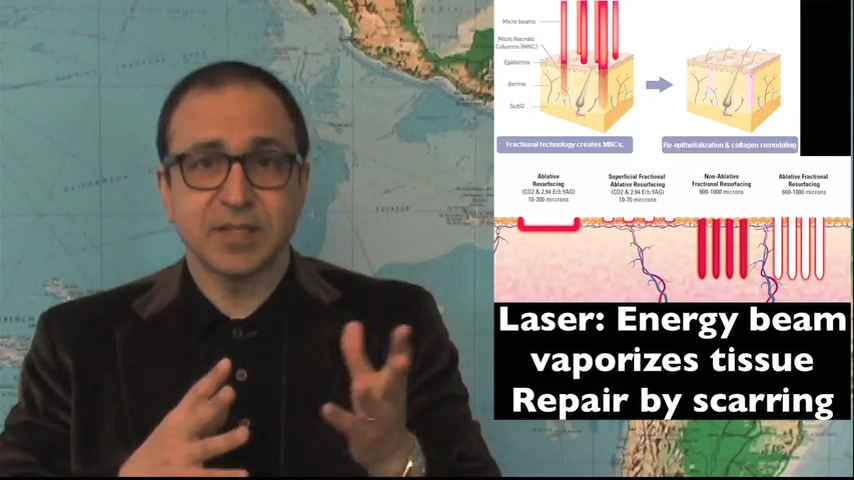 Micro beams
Micro Necrotic
Columns (MNC)
Epidermis
dermis
SubQ
Fractional technology creates MNCs.
Re-epithelialization & collagen remodeling
Ablative
Resurfacing
(CO2 & 2.94 Er:YAG)
10-200 microns
Superficial Fractional
Ablative Resurfacing
(CO2 & 2.94 Er:YAG)
10-70 microns
Non-Ablative
Fractional Resurfacing
600-1000 microns
Ablative Fractional
Resurfacing
600-1000 microns
Laser: Energy beam
vaporizes tissue
Repair by scarring